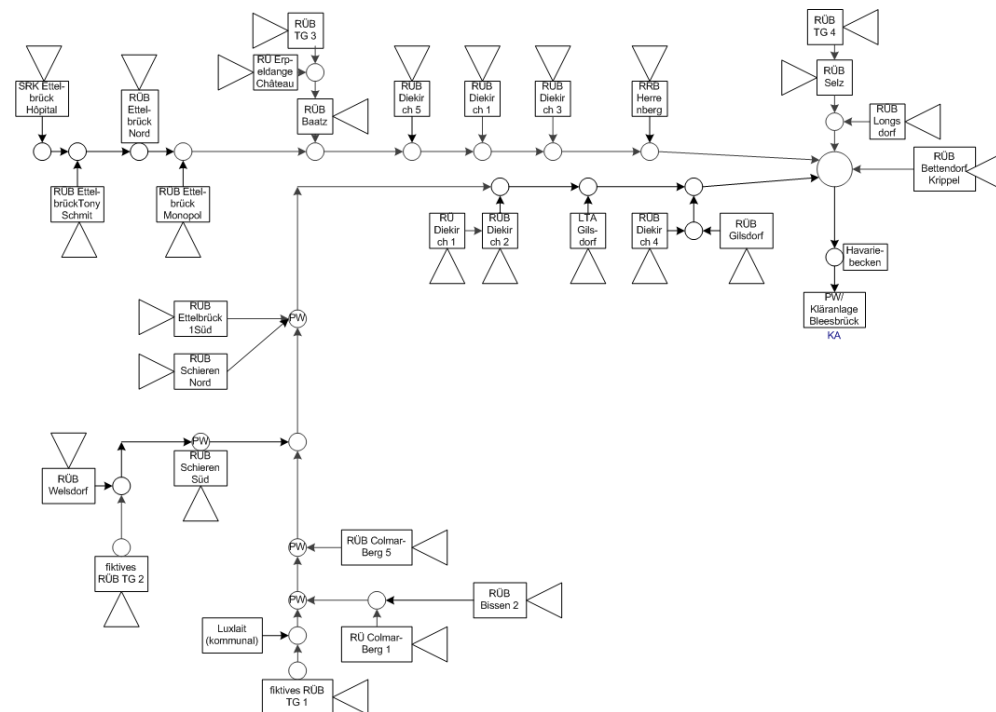 RÜB
TG 3
RÜ Erp-
peldange
Château
RÜB
Baatz
SRK Ettel-
brück
Hôpital
RÜB
Ettel-
brück
Nord
RÜB
Diekir
ch 5
RÜB
Diekir
ch 1
RÜB
Diekir
ch 3
RRB
Herre
nberg
RÜB
TG 4
RÜB
Selz
RÜB
Longs
dorf
RÜB
Bettendorf
Krippel
RÜB Ettel-
brückTony
Schmit
RÜB Ettel-
brück
Monopol
RÜ
Diekir
ch 1
RÜB
Diekir
ch 2
LTA
Gils-
dorf
RÜB
Diekir
ch 4
RÜB
Gilsdorf
Havarie-
becken
PW/
Kläranlage
Bleesbrück
KA
RÜB
Ettelbrück
1Süd
PW
RÜB
Schieren
Nord
PW
RÜB
Schieren
Süd
RÜB
Welsdorf
fiktives
RÜB TG 2
PW
RÜB Colmar-
Berg 5
PW
RÜB
Bissen 2
Luxlait
(kommunal)
RÜ Colmar-
Berg 1
fiktives RÜB
TG 1